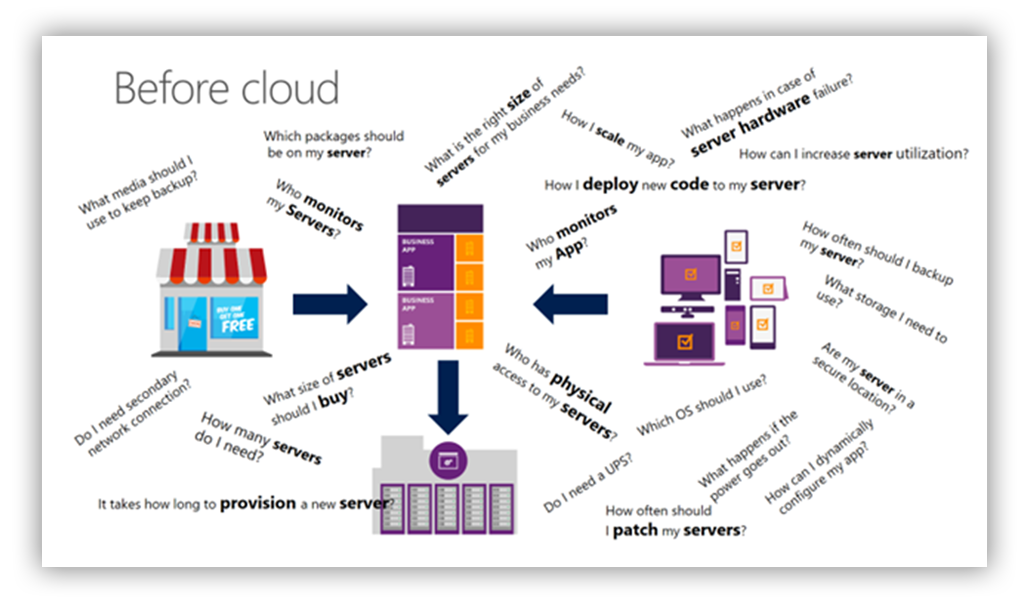 Before cloud
What media should I
use to keep backup?
Which packages should
be on my server?
Who monitors
my Servers?
What is the right size of
servers for my business needs?
How I scale my app?
What happens in case of
server hardware failure?
How can I increase server utilization?
How I deploy new code to my server?
Who monitors
my App?
How often should I backup
my server?
What storage I need to
use?
Are my server in a
secure location?
BUY ONE
GET ONE
FREE
BUSINESS
APP
BUSINESS
APP
What size of servers
should I buy?
Who has physical
access to my servers?
Which OS should I use?
Do I need secondary
network connection?
How many servers
do I need?
It takes how long to provision a new server?
Do I need a UPS?
What happens if the
power goes out?
How can I dynamically
configure my app?
How often should
I patch my servers?